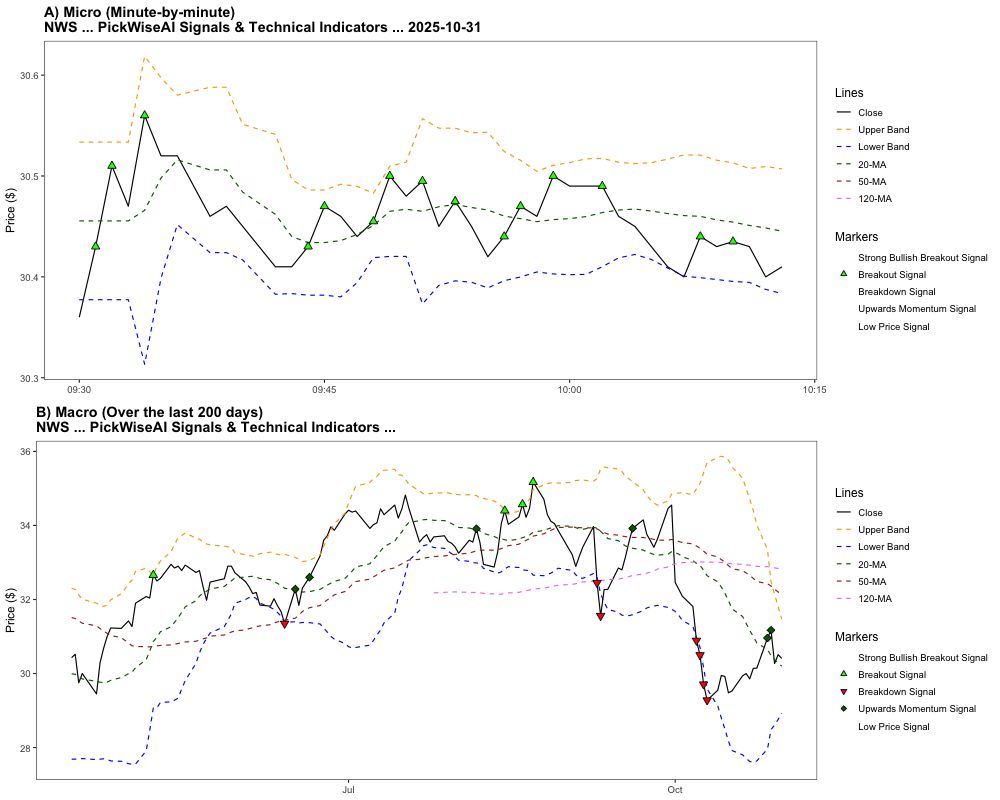 A) Micro (Minute-by-minute)
NWS ... PickWiseAI Signals & Technical Indicators ... 2025-10-31
Price ($)
30.6
30.5
30.4
30.3
09:30
09:45
10:00
10:15
Lines
Close
Upper Band
Lower Band
20-MA
50-MA
120-MA
Markers
Strong Bullish Breakout Signal
Breakout Signal
Breakdown Signal
Upwards Momentum Signal
Low Price Signal
B) Macro (Over the last 200 days)
NWS ... PickWiseAI Signals & Technical Indicators ...
Price ($)
36
34
32
30
28
Jul
Oct
Lines
Close
Upper Band
Lower Band
20-MA
50-MA
120-MA
Markers
Strong Bullish Breakout Signal
Breakout Signal
Breakdown Signal
Upwards Momentum Signal
Low Price Signal